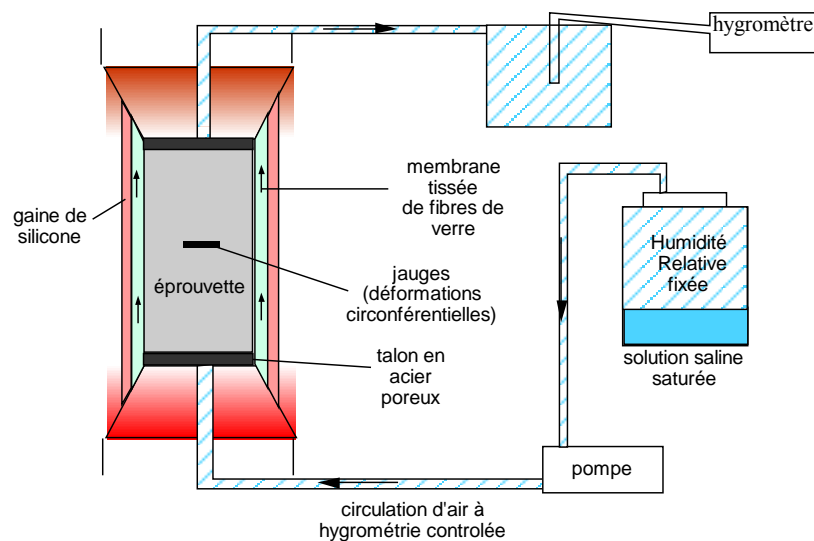 hygromètre
membrane
tissée
de fibres de
verre
gaine de
silicone
Humidité
Relative
fixée
jauges
(déformations
circonférentielles)
éprouvette
solution saline
saturée
talon en
acier
poreux
pompe
circulation d'air à
hygrométrie controlée